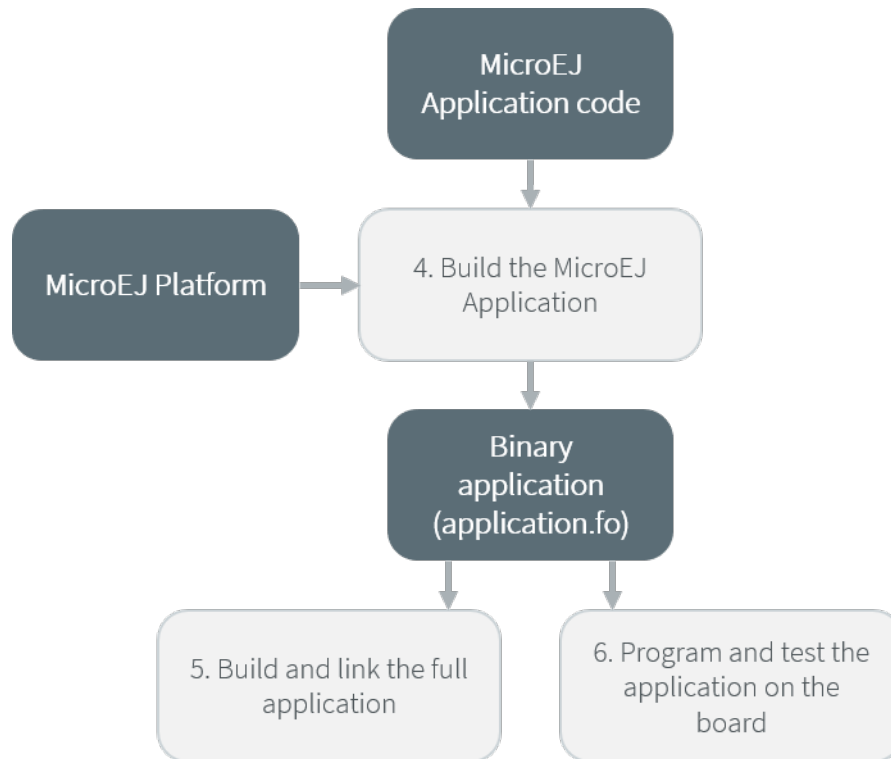 MicroEJ
Application code
MicroEJ Platform
4. Build the MicroEJ
Application
Binary
application
(application.fo)
5. Build and link the full
application
6. Program and test the
application on the
board